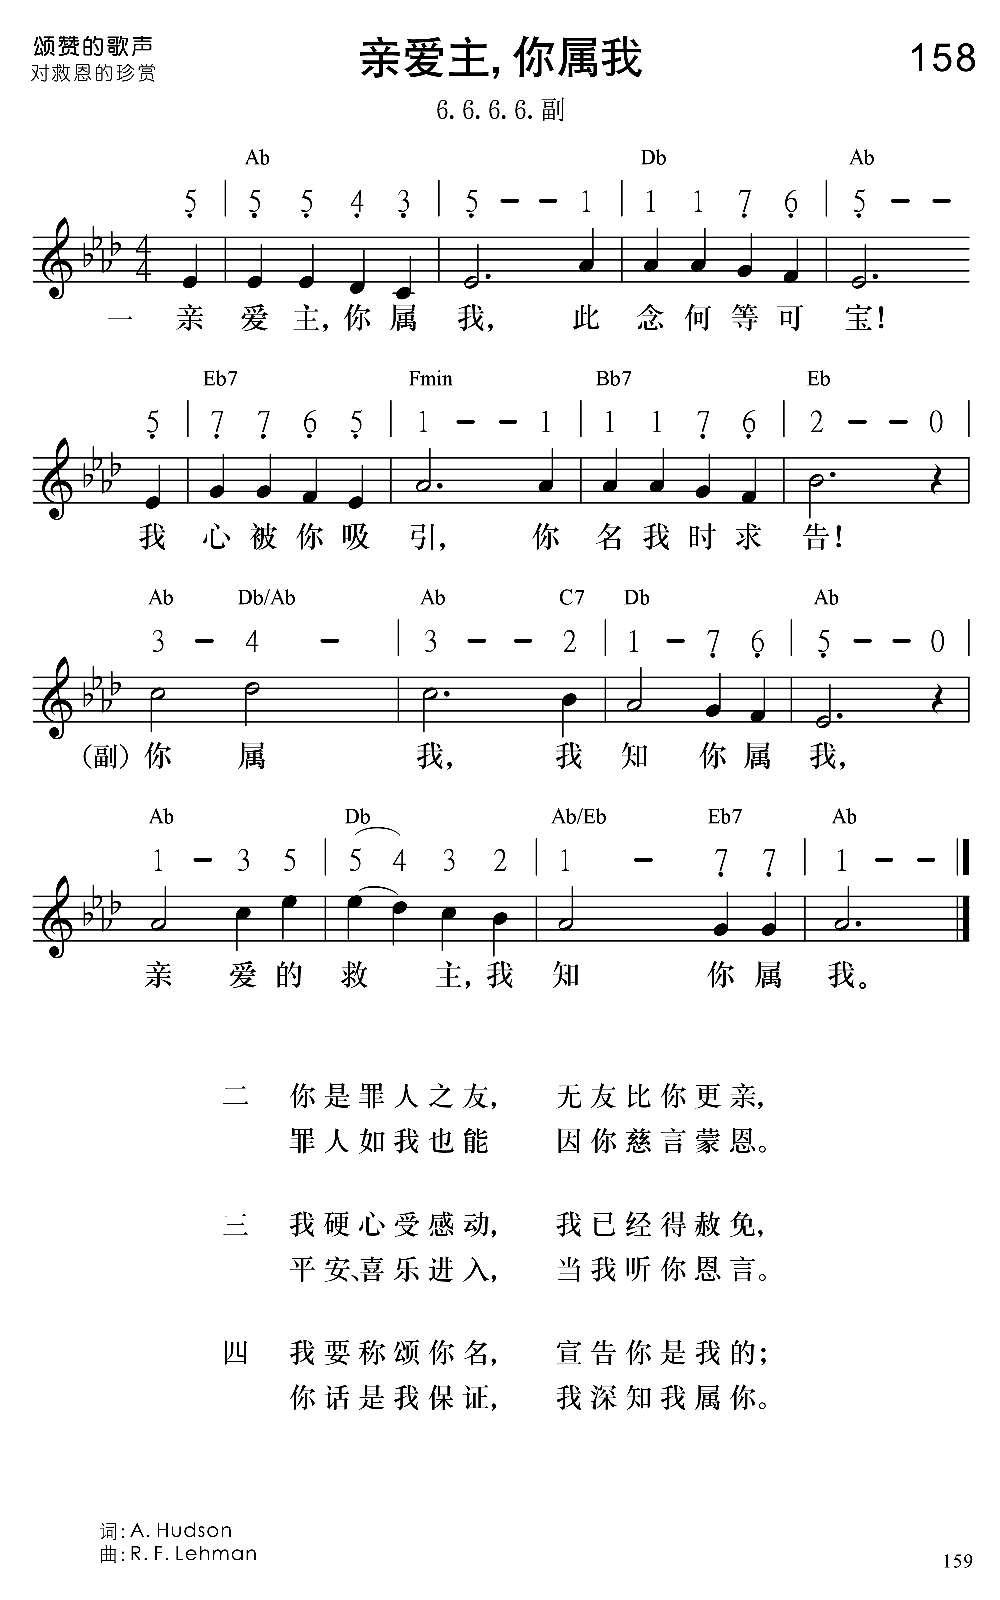 颂赞的歌声
对救恩的珍赏
亲爱主,你属我
158
6.6.6.6.副
Ab Db Ab
5 | 5 5 4 3 | 5 – – 1 | 1 1 7 6 | 5 – –
4
4
一 亲 爱 主, 你 属 我, 此 念 何 等 可 宝!
Eb7 Fmin Bb7 Eb
5 | 7 7 6 5 | 1 – – 1 | 1 1 7 6 | 2 – – 0 |
我 心 被 你 吸 引, 你 名 我 时 求 告!
Ab Db/Ab Ab C7 Db Ab
3 – 4 – | 3 – – 2 | 1 – 7 6 | 5 – – 0 |
(副) 你 属 我, 我 知 你 属 我,
Ab Db Ab/Eb Eb7 Ab
1 – 3 5 | 5 4 3 2 | 1 – 7 7 | 1 – – ‖
亲 爱 的 救 主, 我 知 你 属 我。
二 你是罪人之友, 无友比你更亲,
罪人如我也能 因你慈言蒙恩。
三 我硬心受感动, 我已经得赦免,
平安、喜乐进入, 当我听你恩言。
四 我要称颂你名, 宣告你是我的;
你话是我保证, 我深知我属你。
词: A. Hudson
曲: R. F. Lehman
159